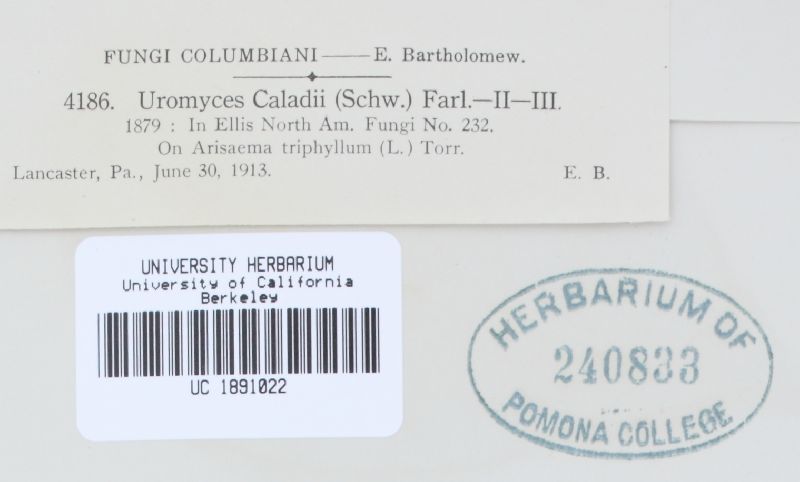 FUNGI COLUMBIANI——E. Bartholomew.
4186. Uromyces Caladii (Schw.) Farl.—II—III.
1879 : In Ellis North Am. Fungi No. 232.
On Arisaema triphyllum (L.) Torr.
Lancaster, Pa., June 30, 1913. E. B.
UNIVERSITY HERBARIUM
University of California
Berkeley
UC 1891022
HERBARIUM OF
240833
POMONA COLLEGE